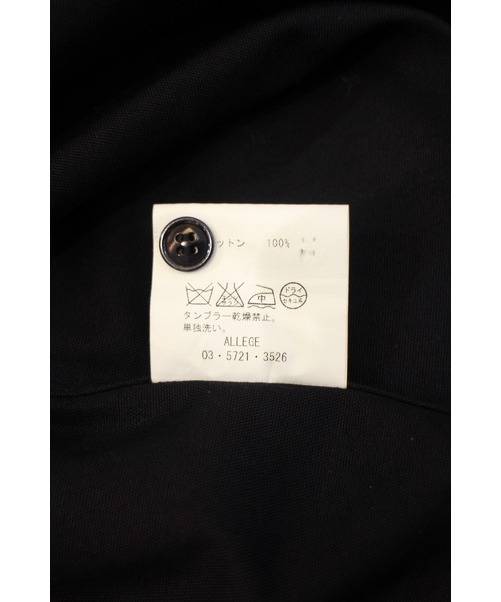 ットン 100%
中 ドライ
セキユ系
タンブラー乾燥禁止。
単独洗い。
ALLEGE
03・5721・3526